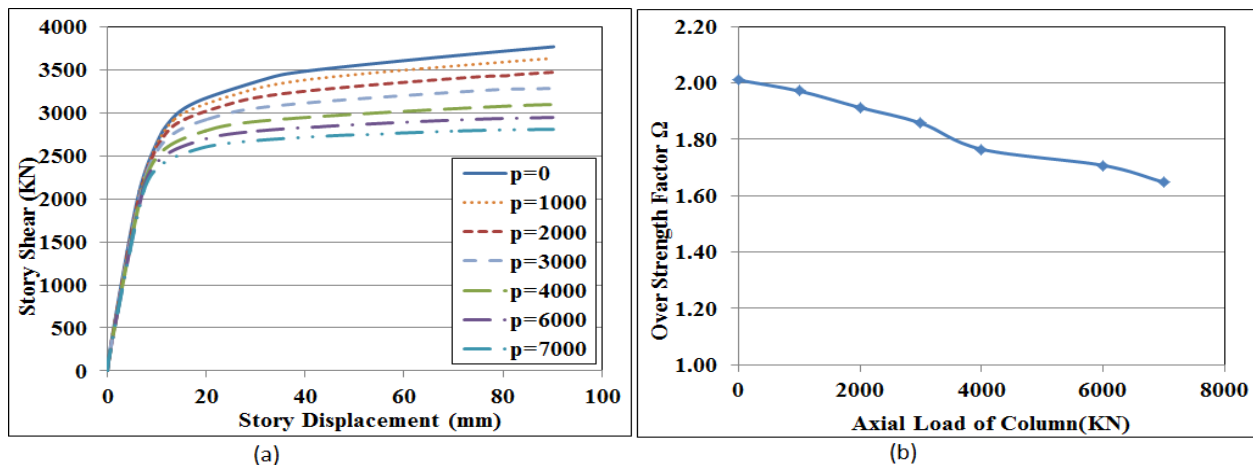 4000
3500
3000
2500
2000
1500
1000
500
0
Story Shear (KN)
p=0
p=1000
p=2000
p=3000
p=4000
p=6000
p=7000
0 20 40 60 80 100
Story Displacement (mm)
(a)
2.20
2.00
1.80
1.60
1.40
1.20
1.00
Over Strength Factor Ω
0 2000 4000 6000 8000
Axial Load of Column(KN)
(b)